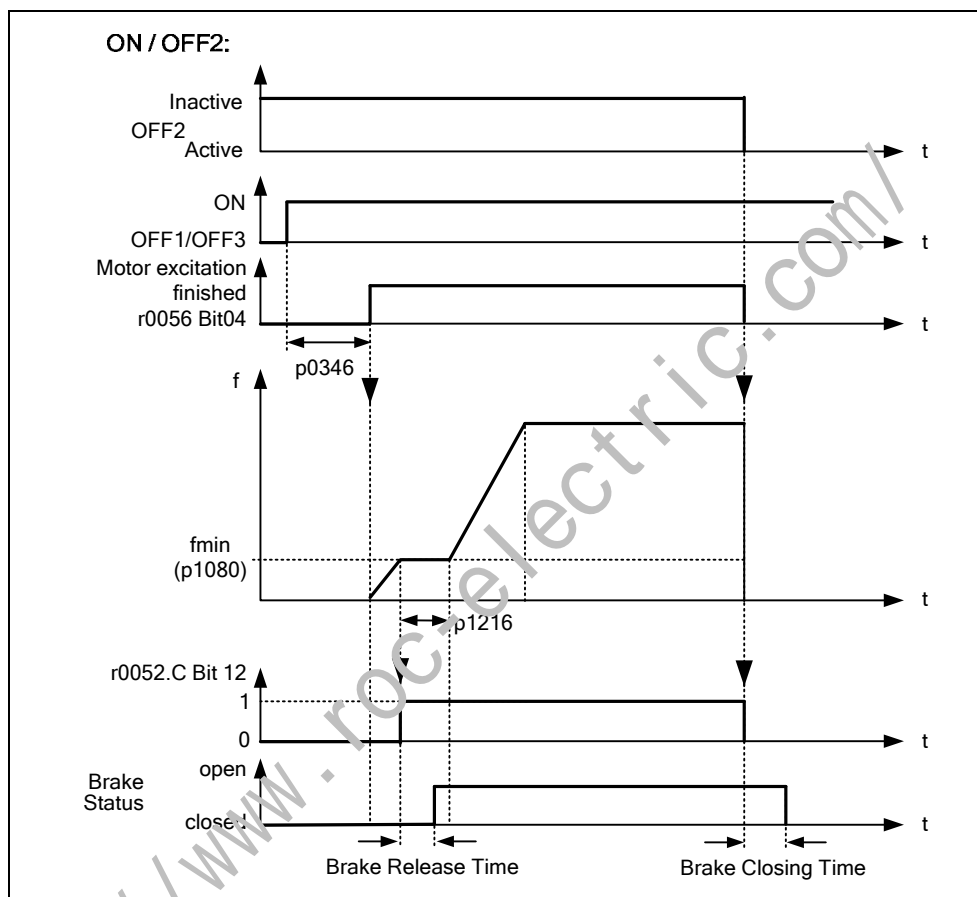 ON / OFF2:
Inactive
OFF2
Active
t
ON
OFF1/OFF3
t
Motor excitation
finished
r0056 Bit04
t
p0346
f
fmin
(p1080)
t
p1216
r0052.C Bit 12
1
0
t
open
Brake
Status
closed
t
Brake Release Time
Brake Closing Time
//www.roc-electric.com/